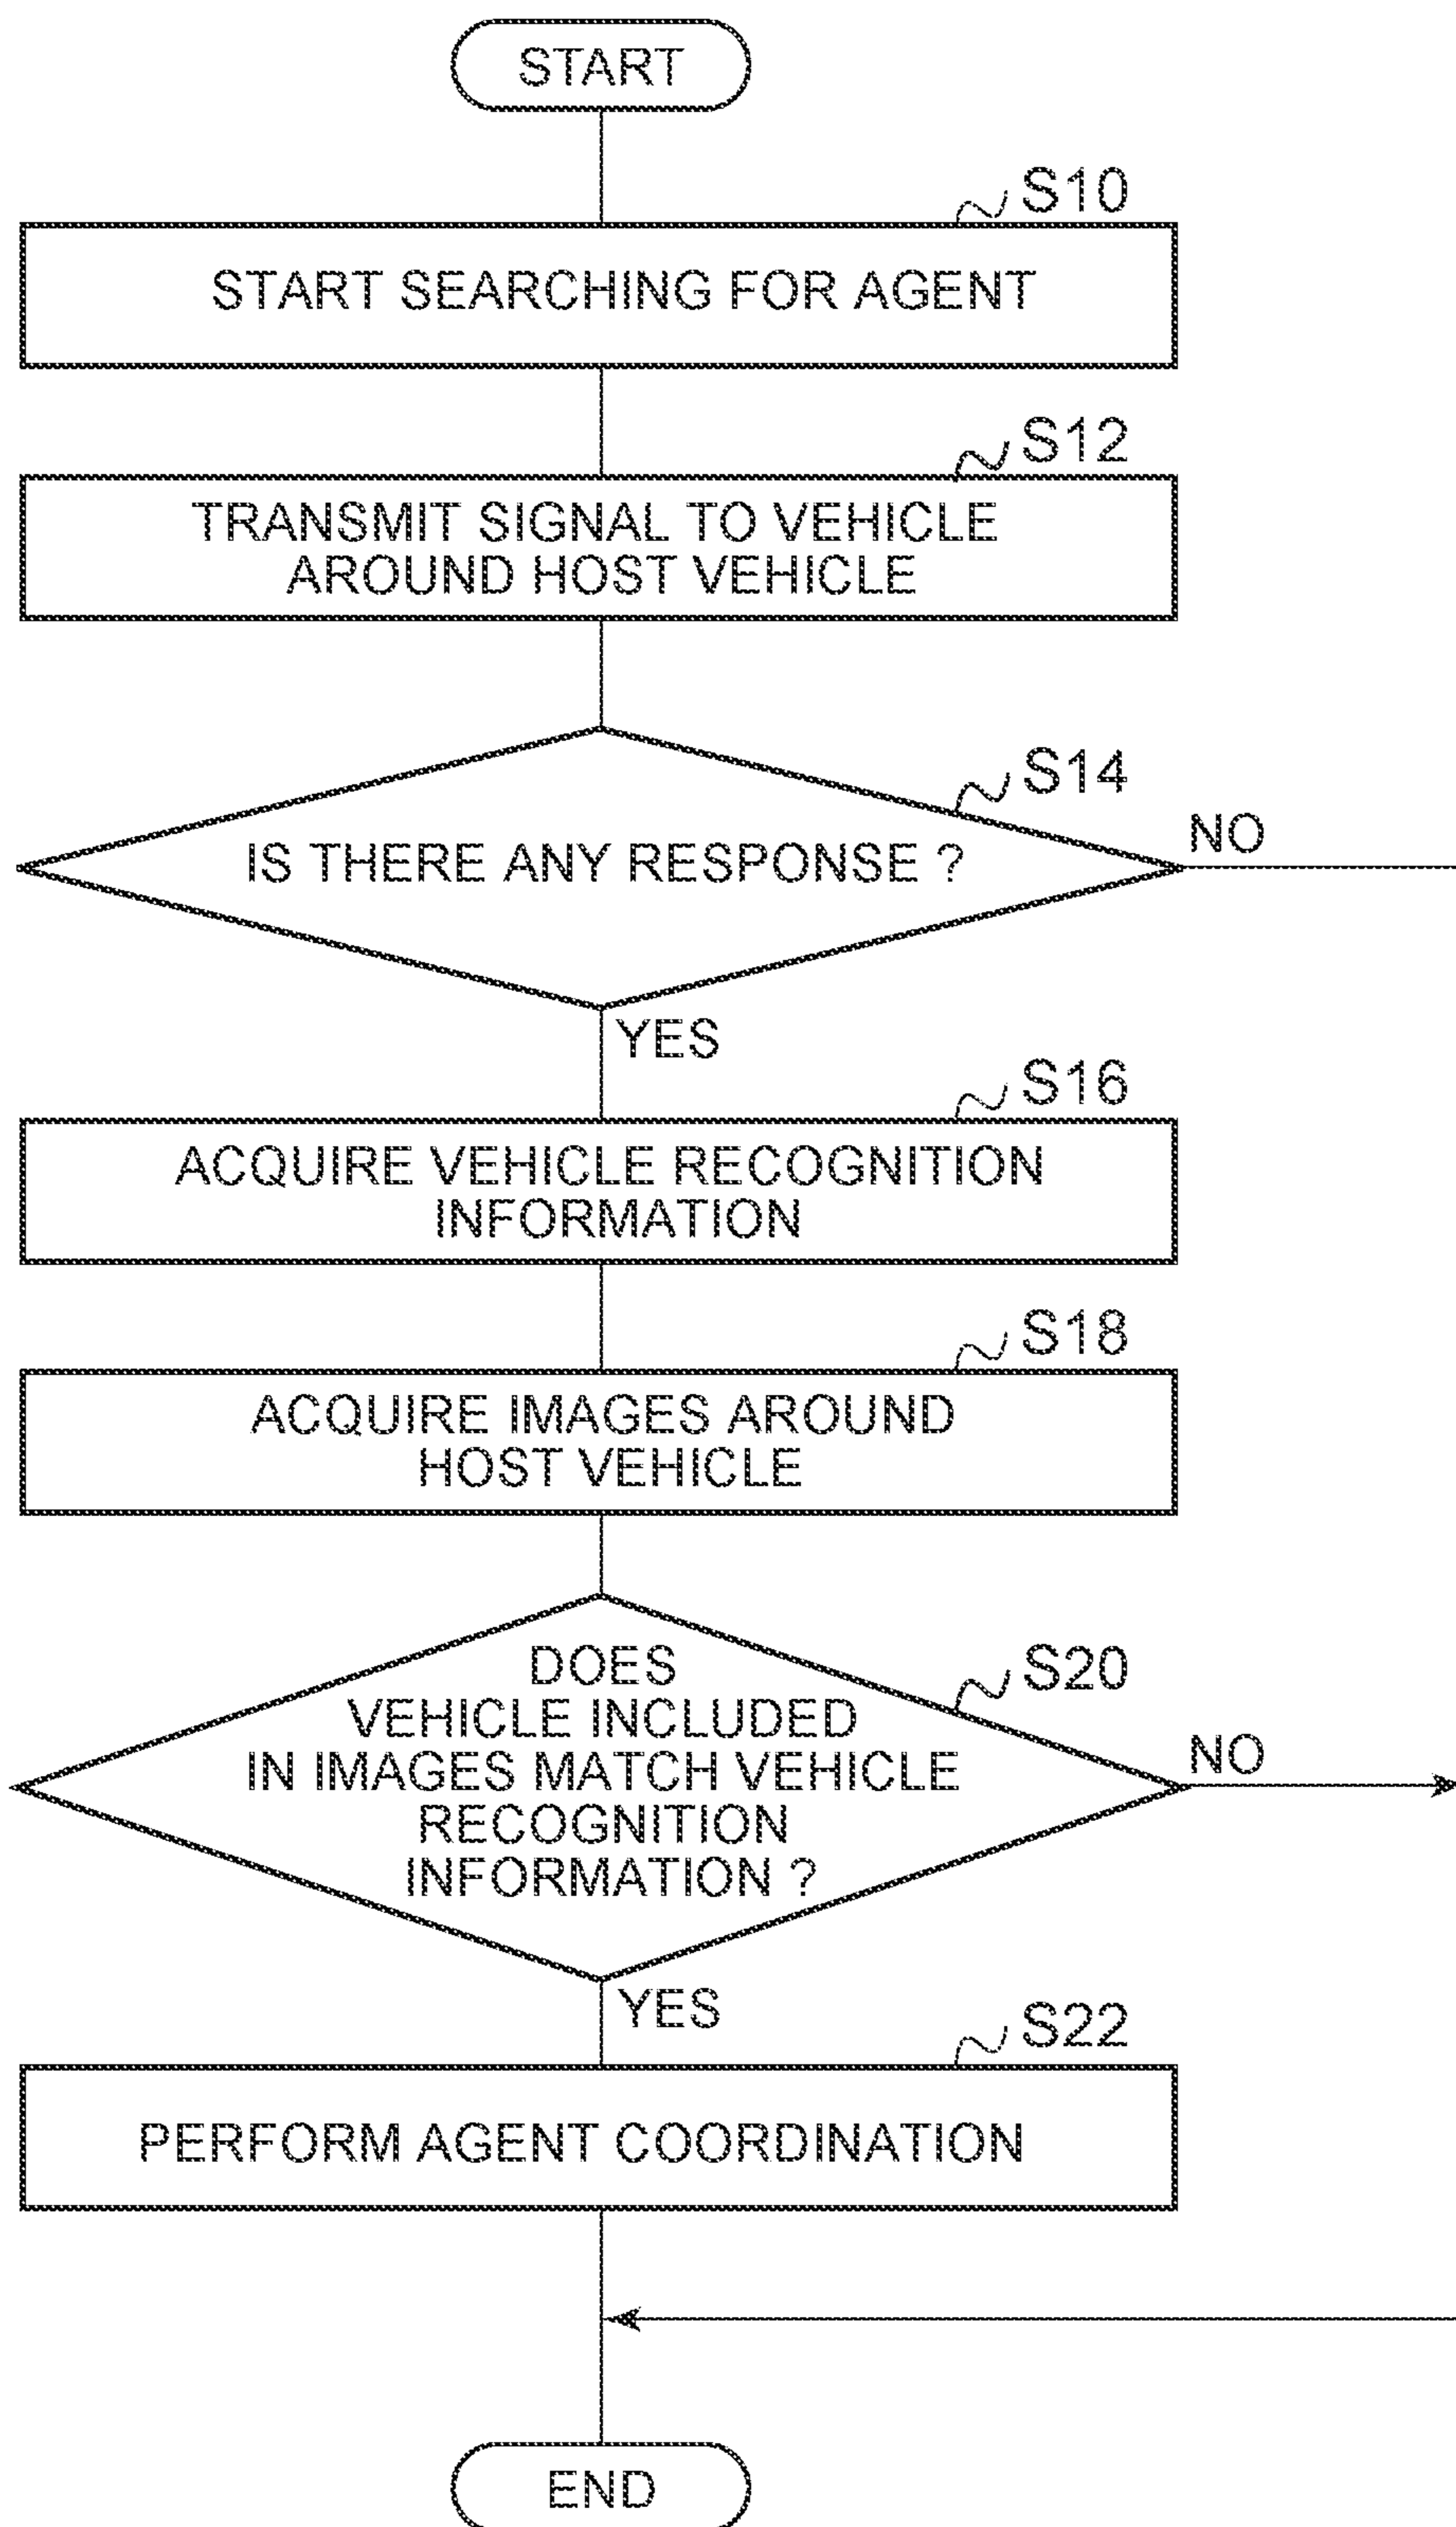 START
S10
START SEARCHING FOR AGENT
S12
TRANSMIT SIGNAL TO VEHICLE
AROUND HOST VEHICLE
S14
IS THERE ANY RESPONSE ?
NO
YES
S16
ACQUIRE VEHICLE RECOGNITION
INFORMATION
S18
ACQUIRE IMAGES AROUND
HOST VEHICLE
S20
DOES
VEHICLE INCLUDED
IN IMAGES MATCH VEHICLE
RECOGNITION
INFORMATION ?
NO
YES
S22
PERFORM AGENT COORDINATION
END